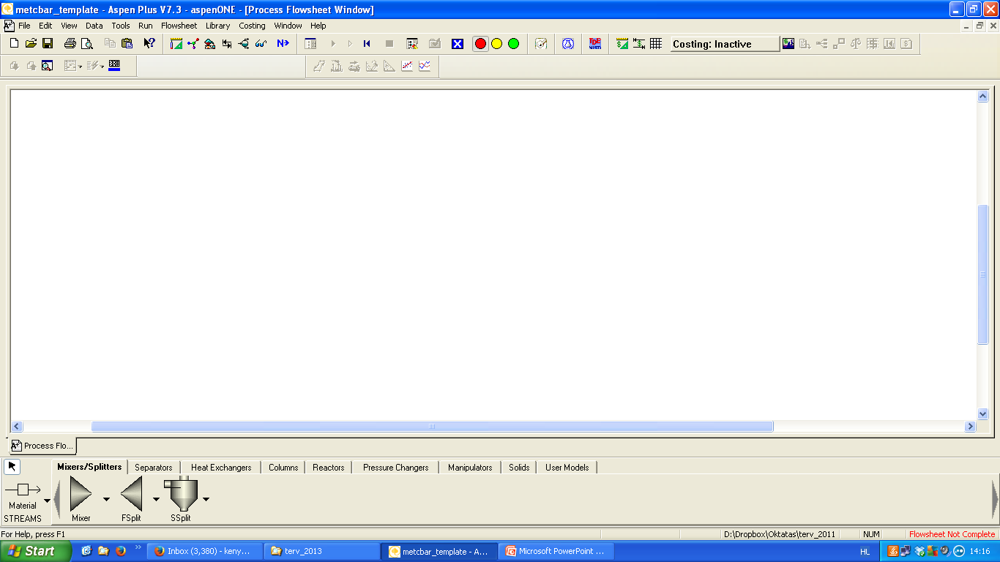 metcbar_template - Aspen Plus V7.3 - aspenONE - [Process Flowsheet Window]
File Edit View Data Tools Run Flowsheet Library Costing Window Help
N>
Costing: Inactive
Process Flo...
Mixers/Splitters Separators Heat Exchangers Columns Reactors Pressure Changers Manipulators Solids User Models
Material
STREAMS
Mixer FSplit SSplit
For Help, press F1
D:\Dropbox\Oktatas\terv_2011 NUM Flowsheet Not Complete
Start
Inbox (3,380) - keny... terv_2013 metcbar_template - A... Microsoft PowerPoint ... HL 14:16